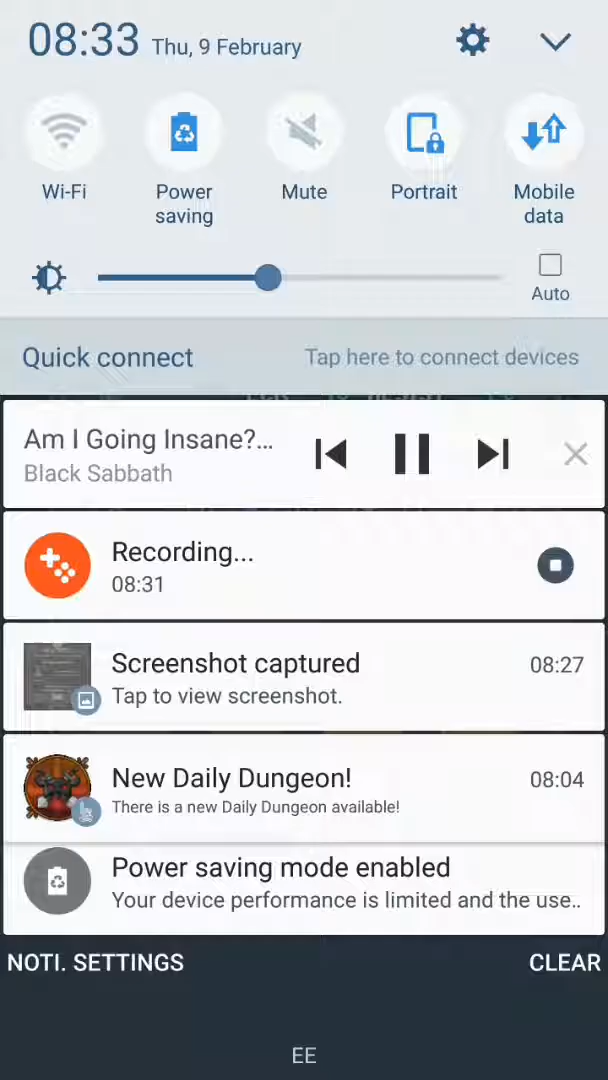 08:33 Thu, 9 February
Wi-Fi
Power
saving
Mute
Portrait
Mobile
data
Auto
Quick connect
Tap here to connect devices
Am I Going Insane?...
Black Sabbath
Recording...
08:31
Screenshot captured
08:27
Tap to view screenshot.
New Daily Dungeon!
08:04
There is a new Daily Dungeon available!
Power saving mode enabled
Your device performance is limited and the use..
NOTI. SETTINGS
CLEAR
EE